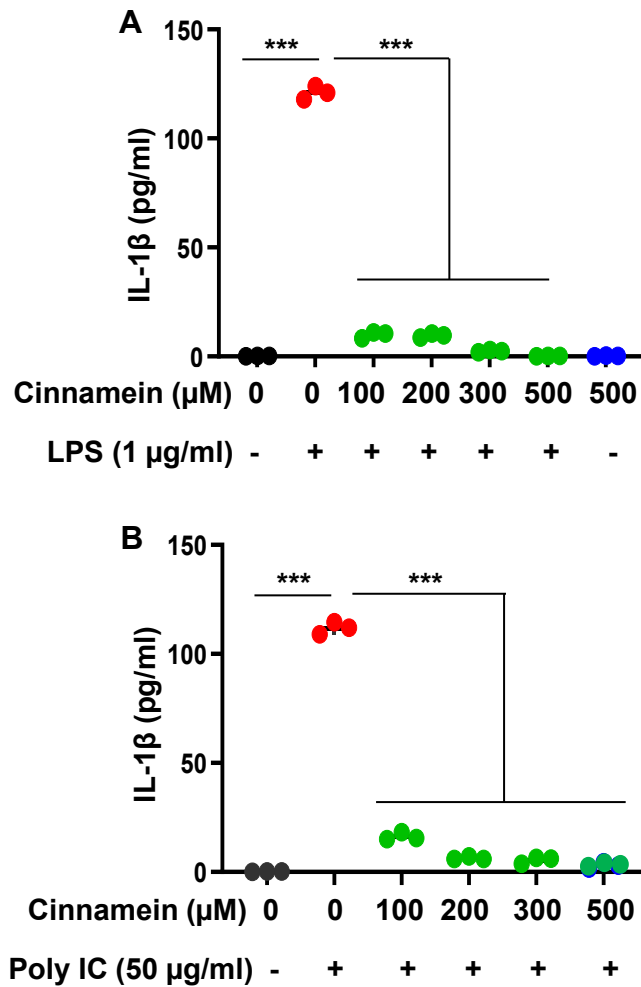 A
150
*** ***
100
IL-1β (pg/ml)
50
0
Cinnamein (µM) 0 0 100 200 300 500 500
LPS (1 µg/ml) - + + + + + -
B
150
*** ***
100
IL-1β (pg/ml)
50
0
Cinnamein (µM) 0 0 100 200 300 500
Poly IC (50 µg/ml) - + + + + +